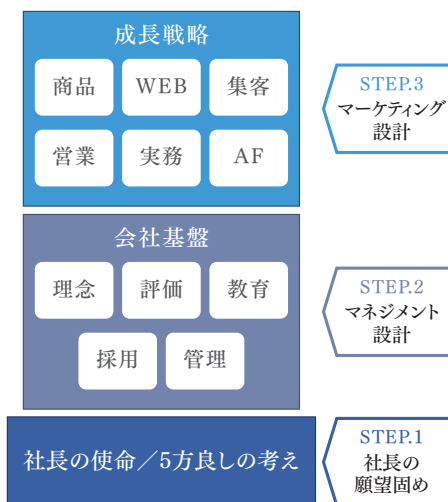 成長戦略
商品
WEB
集客
営業
実務
AF
STEP.3
マーケティング
設計
会社基盤
理念
評価
教育
採用
管理
STEP.2
マネジメント
設計
社長の使命／5方良しの考え
STEP.1
社長の
願望固め